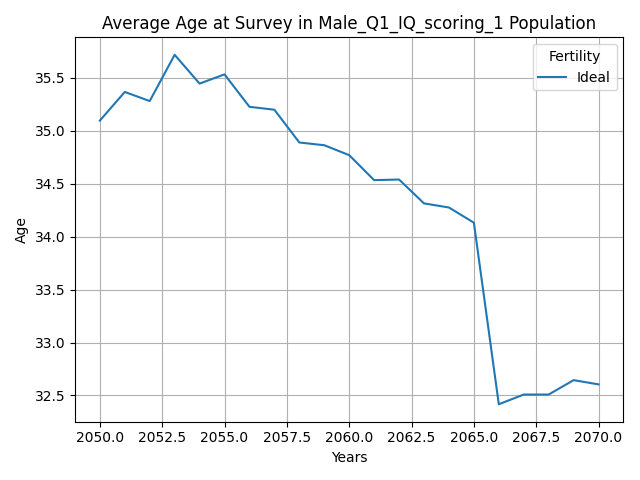 Average Age at Survey in Male_Q1_IQ_scoring_1 Population
Fertility
Ideal
Age
35.5
35.0
34.5
34.0
33.5
33.0
32.5
2050.0 2052.5 2055.0 2057.5 2060.0 2062.5 2065.0 2067.5 2070.0
Years